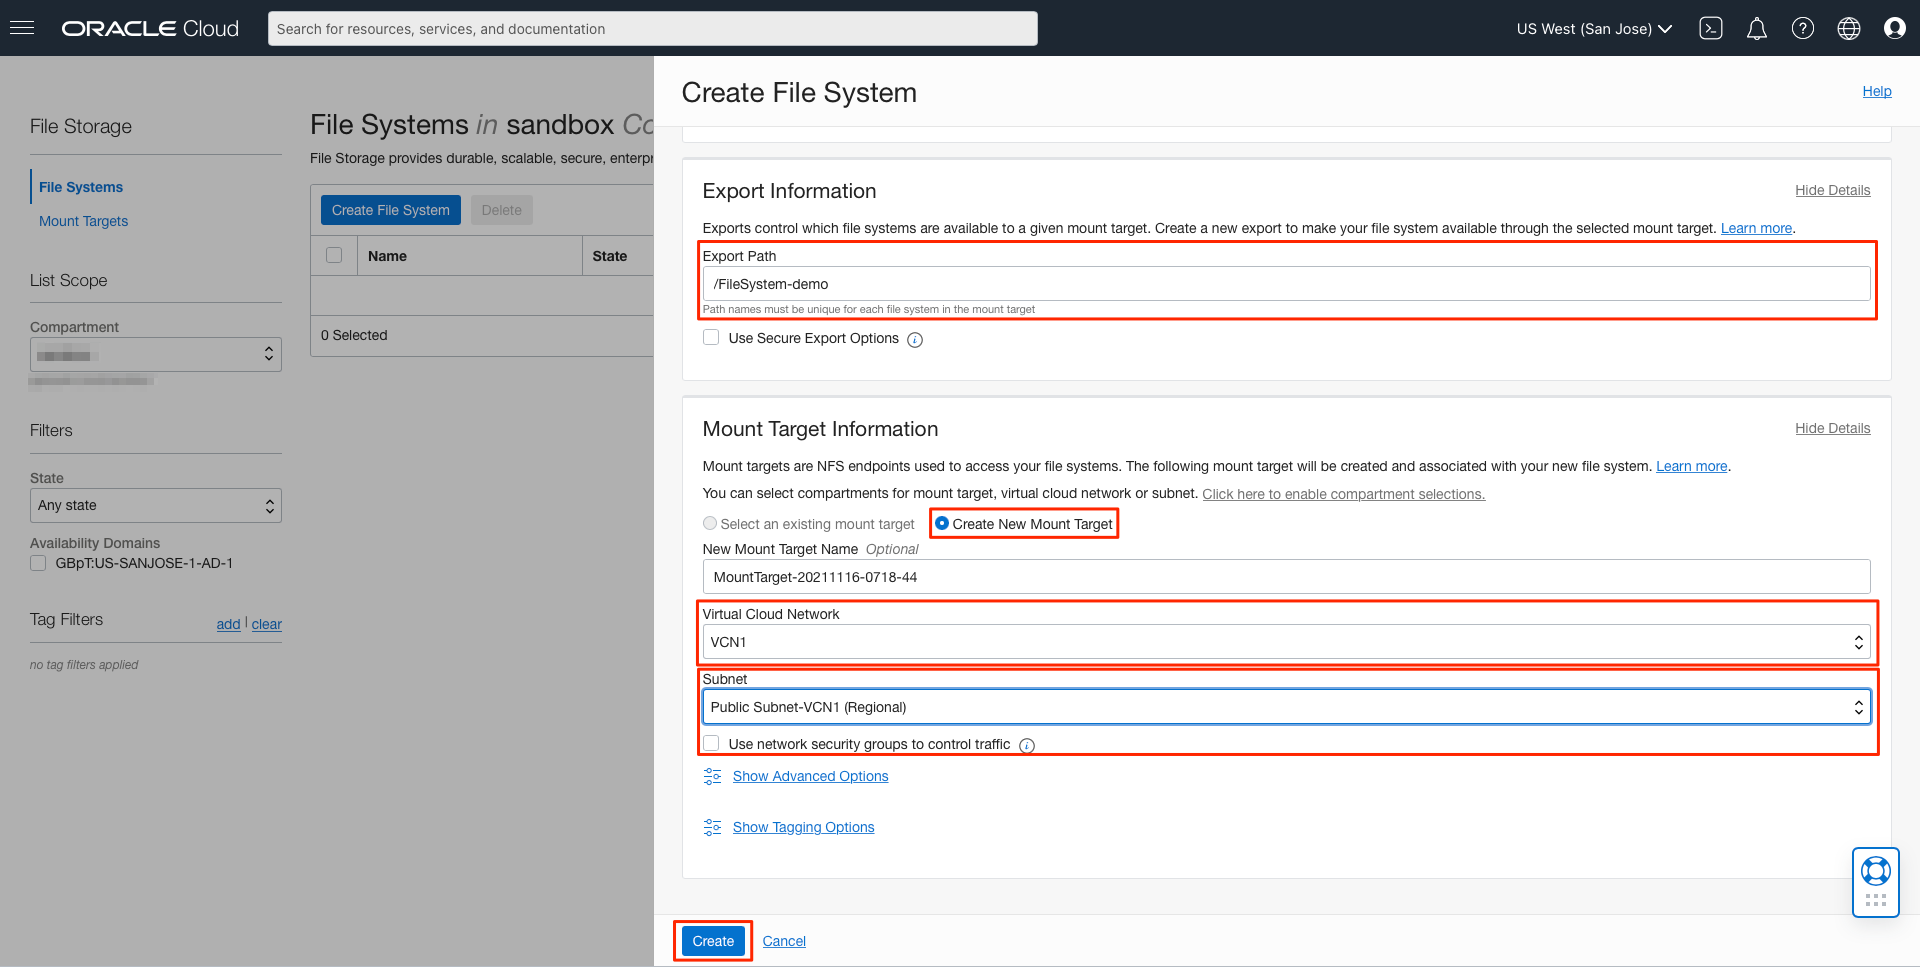 ORACLE Cloud
Search for resources, services, and documentation
US West (San Jose)
File Storage
File Systems
Mount Targets
List Scope
Compartment
Filters
State
Any state
Availability Domains
GBpT:US-SANJOSE-1-AD-1
Tag Filters
add | clear
no tag filters applied
File Systems in sandbox Co
File Storage provides durable, scalable, secure, enterpr
Create File System
Delete
Name
State
0 Selected
Create File System
Help
Export Information
Hide Details
Exports control which file systems are available to a given mount target. Create a new export to make your file system available through the selected mount target. Learn more.
Export Path
/FileSystem-demo
Path names must be unique for each file system in the mount target
Use Secure Export Options
Mount Target Information
Hide Details
Mount targets are NFS endpoints used to access your file systems. The following mount target will be created and associated with your new file system. Learn more.
You can select compartments for mount target, virtual cloud network or subnet. Click here to enable compartment selections.
Select an existing mount target
Create New Mount Target
New Mount Target Name Optional
MountTarget-20211116-0718-44
Virtual Cloud Network
VCN1
Subnet
Public Subnet-VCN1 (Regional)
Use network security groups to control traffic
Show Advanced Options
Show Tagging Options
Create
Cancel